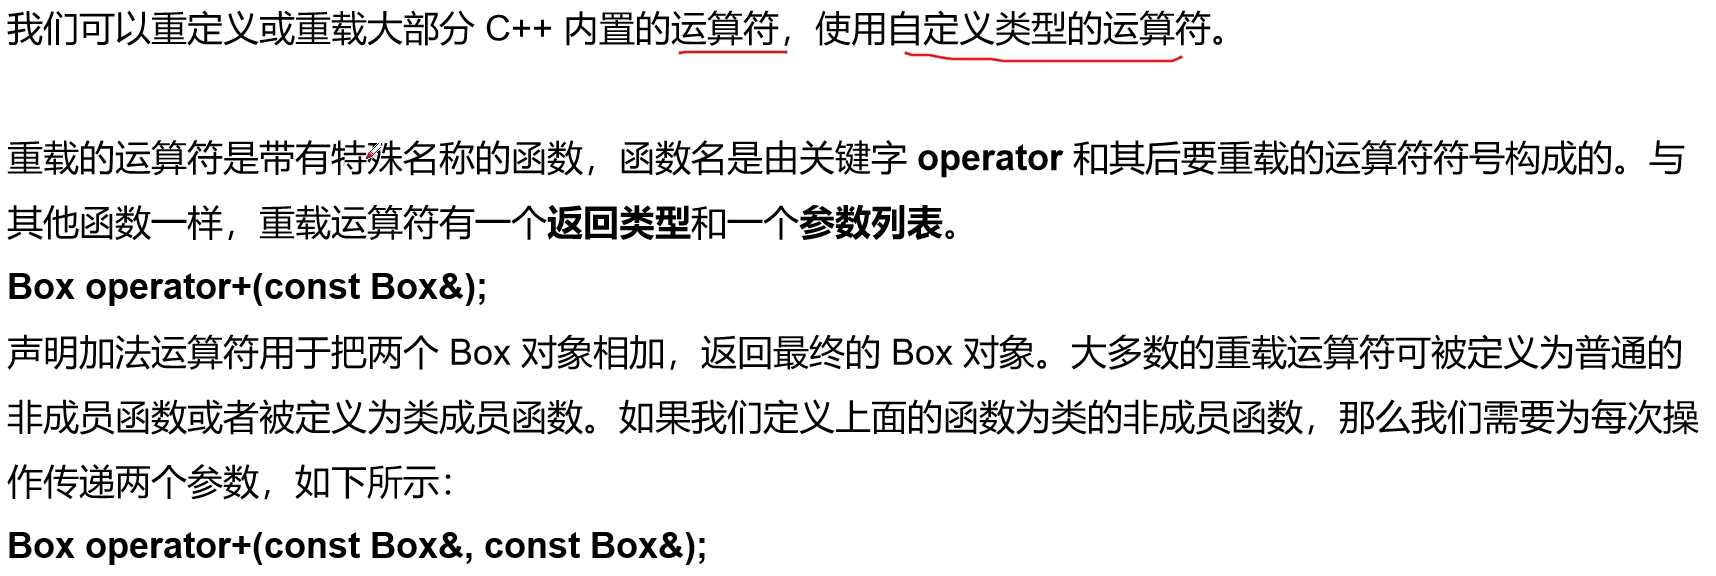 我们可以重定义或重载大部分 C++ 内置的运算符，使用自定义类型的运算符。
重载的运算符是带有特殊名称的函数，函数名是由关键字 operator 和其后要重载的运算符符号构成的。与
其他函数一样，重载运算符有一个返回类型和一个参数列表。
Box operator+(const Box&);
声明加法运算符用于把两个 Box 对象相加，返回最终的 Box 对象。大多数的重载运算符可被定义为普通的
非成员函数或者被定义为类成员函数。如果我们定义上面的函数为类的非成员函数，那么我们需要为每次操
作传递两个参数，如下所示：
Box operator+(const Box&, const Box&);